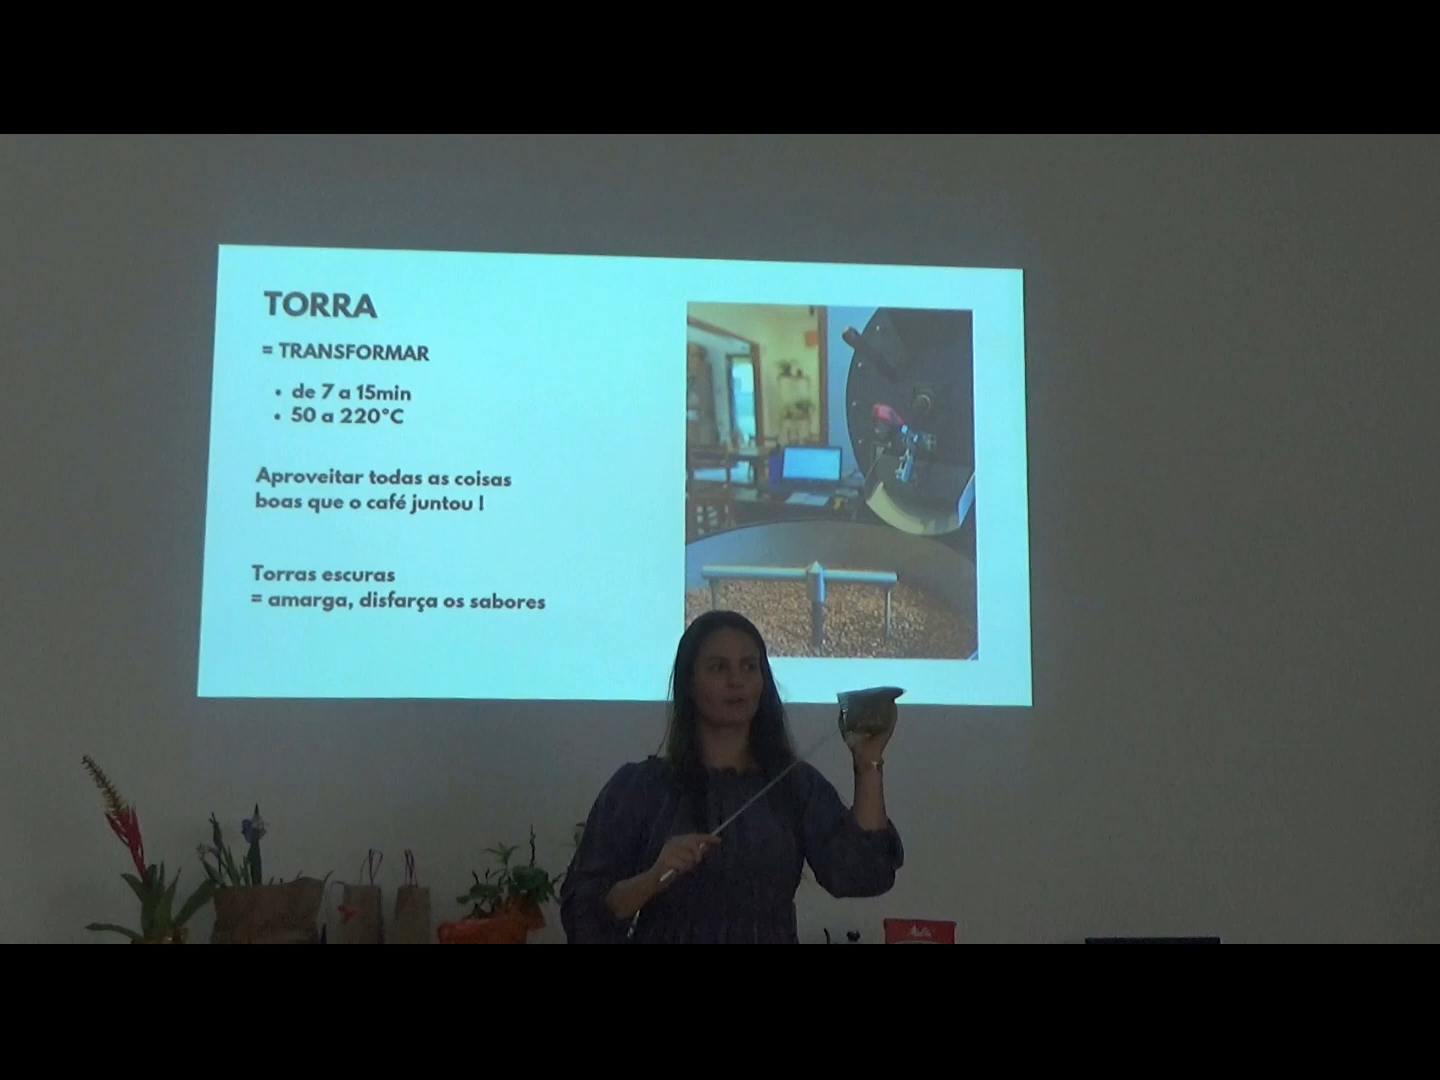 TORRA
= TRANSFORMAR
• de 7 a 15min
• 50 a 220°C
Aproveitar todas as coisas
boas que o café juntou !
Torras escuras
= amarga, disfarça os sabores
Melitta